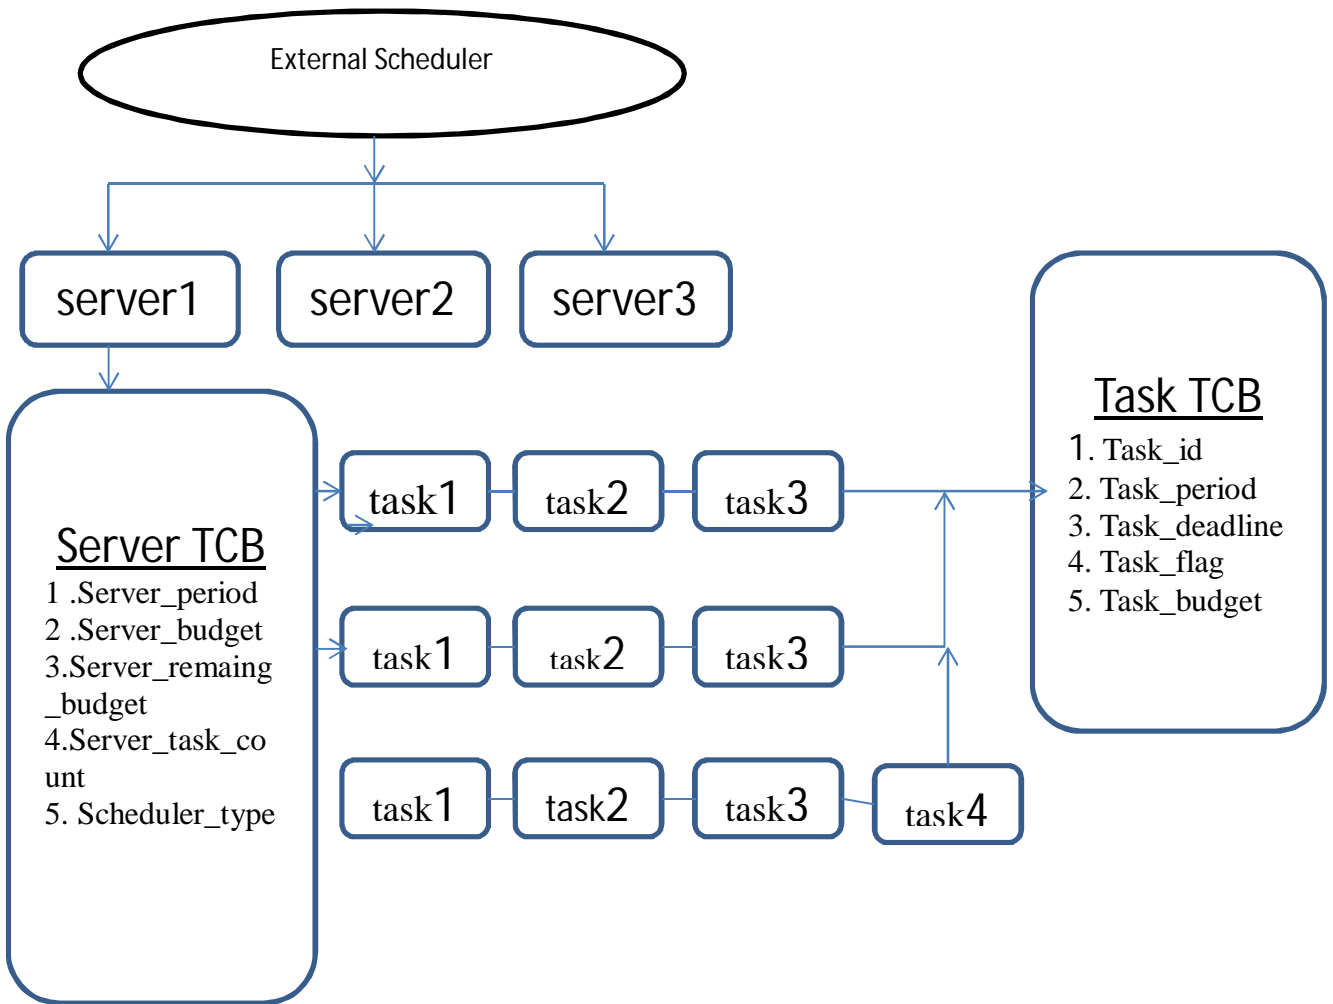 External Scheduler
server1
server2
server3
Server TCB
1 .Server_period
2 .Server_budget
3.Server_remaing
_budget
4.Server_task_co
unt
5. Scheduler_type
task1
task2
task3
task1
task2
task3
task1
task2
task3
task4
Task TCB
1. Task_id
2. Task_period
3. Task_deadline
4. Task_flag
5. Task_budget